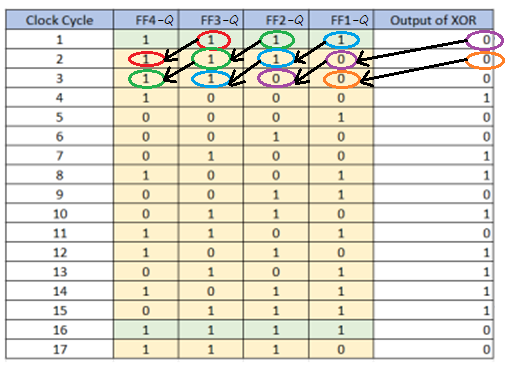 Clock Cycle FF4-Q FF3-Q FF2-Q FF1-Q Output of XOR
1 1 1 1 1 0
2 1 1 1 0 0
3 1 1 0 0 0
4 1 0 0 0 1
5 0 0 0 1 0
6 0 0 1 0 0
7 0 1 0 0 1
8 1 0 0 1 1
9 0 0 1 1 0
10 0 1 1 0 1
11 1 1 0 1 0
12 1 0 1 0 1
13 0 1 0 1 1
14 1 0 1 1 1
15 0 1 1 1 1
16 1 1 1 1 0
17 1 1 1 0 0